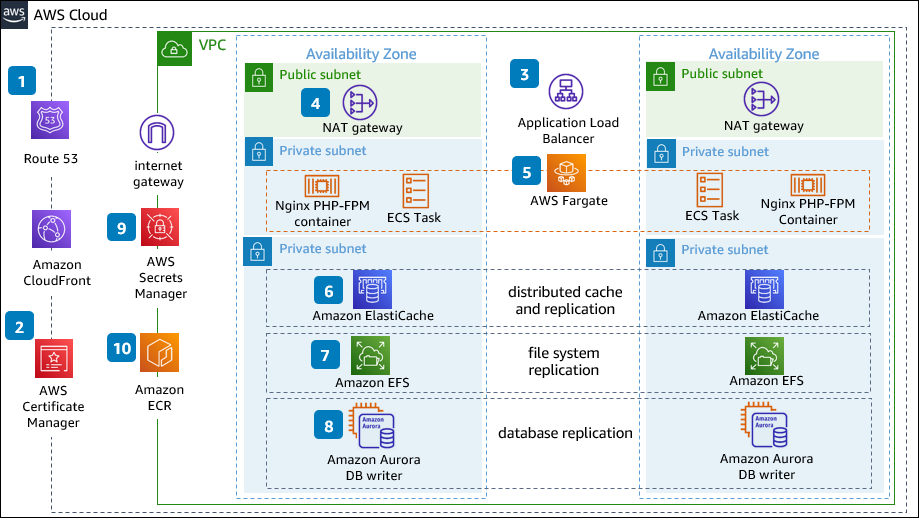 aws
AWS Cloud
1
53
Route 53
Amazon
CloudFront
2
AWS
Certificate
Manager
VPC
internet
gateway
9
AWS
Secrets
Manager
10
Amazon
ECR
Availability Zone
Public subnet
4
NAT gateway
Private subnet
Nginx PHP-FPM
container
ECS Task
Private subnet
6
Amazon ElastiCache
7
Amazon EFS
8
Amazon
Aurora
Amazon Aurora
DB writer
3
Application Load
Balancer
5
AWS Fargate
distributed cache
and replication
file system
replication
database replication
Availability Zone
Public subnet
NAT gateway
Private subnet
ECS Task
Nginx PHP-FPM
Container
Private subnet
Amazon ElastiCache
Amazon EFS
Amazon
Aurora
Amazon Aurora
DB writer